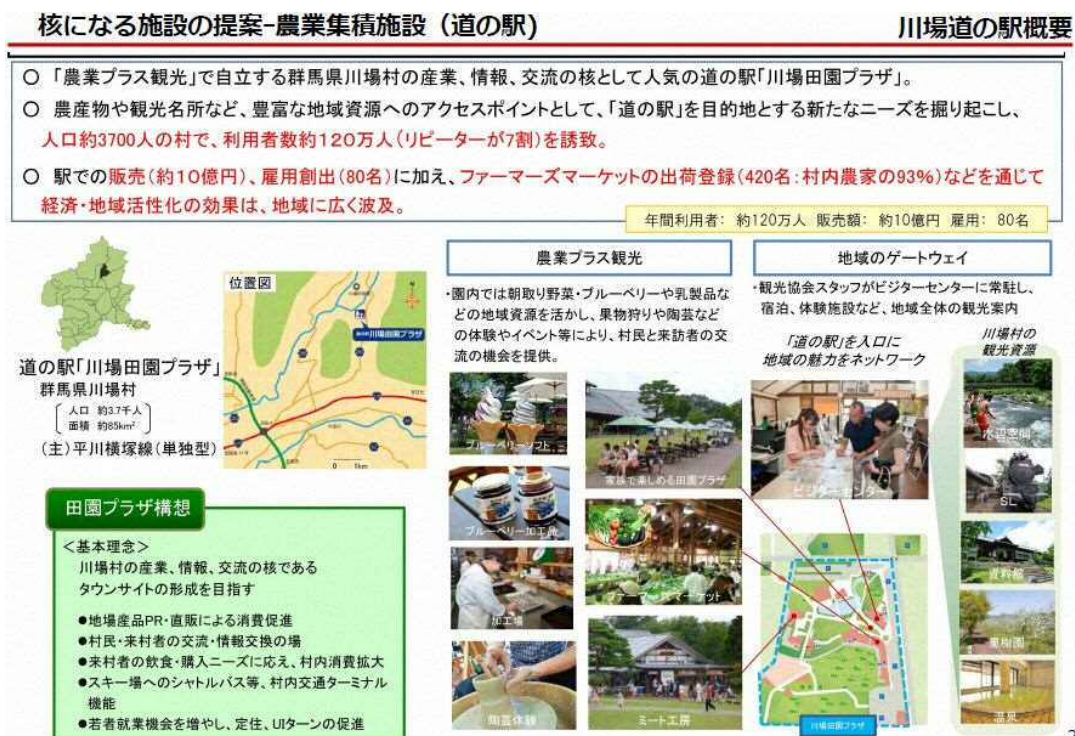 核になる施設の提案-農業集積施設（道の駅）
川場道の駅概要
○ 「農業プラス観光」で自立する群馬県川場村の産業、情報、交流の核として人気の道の駅「川場田園プラザ」。
○ 農産物や観光名所など、豊富な地域資源へのアクセスポイントとして、「道の駅」を目的地とする新たなニーズを掘り起こし、
人口約3700人の村で、利用者数約120万人（リピーターが7割）を誘致。
○ 駅での販売（約10億円）、雇用創出（80名）に加え、ファーマーズマーケットの出荷登録（420名：村内農家の93％）などを通じて
経済・地域活性化の効果は、地域に広く波及。
年間利用者： 約120万人 販売額： 約10億円 雇用： 80名
位置図
川場田園プラザ
0 1km
道の駅「川場田園プラザ」
群馬県川場村
人口 約3.7千人
面積 約85km²
（主）平川横塚線（単独型）
田園プラザ構想
＜基本理念＞
川場村の産業、情報、交流の核である
タウンサイトの形成を目指す
●地場産品PR・直販による消費促進
●村民・来村者の交流・情報交換の場
●来村者の飲食・購入ニーズに応え、村内消費拡大
●スキー場へのシャトルバス等、村内交通ターミナル
機能
●若者就業機会を増やし、定住、UIターンの促進
農業プラス観光
・園内では朝取り野菜・ブルーベリーや乳製品な
どの地域資源を活かし、果物狩りや陶芸など
の体験やイベント等により、村民と来訪者の交
流の機会を提供。
ブルーベリーソフト
家族で楽しめる田園プラザ
ブルーベリー加工品
ファーマーズマーケット
加工場
陶芸体験
ミート工房
地域のゲートウェイ
・観光協会スタッフがビジターセンターに常駐し、
宿泊、体験施設など、地域全体の観光案内
「道の駅」を入口に
地域の魅力をネットワーク
ビジターセンター
川場田園プラザ
川場村の
観光資源
水辺空間
SL
資料館
果樹園
温泉